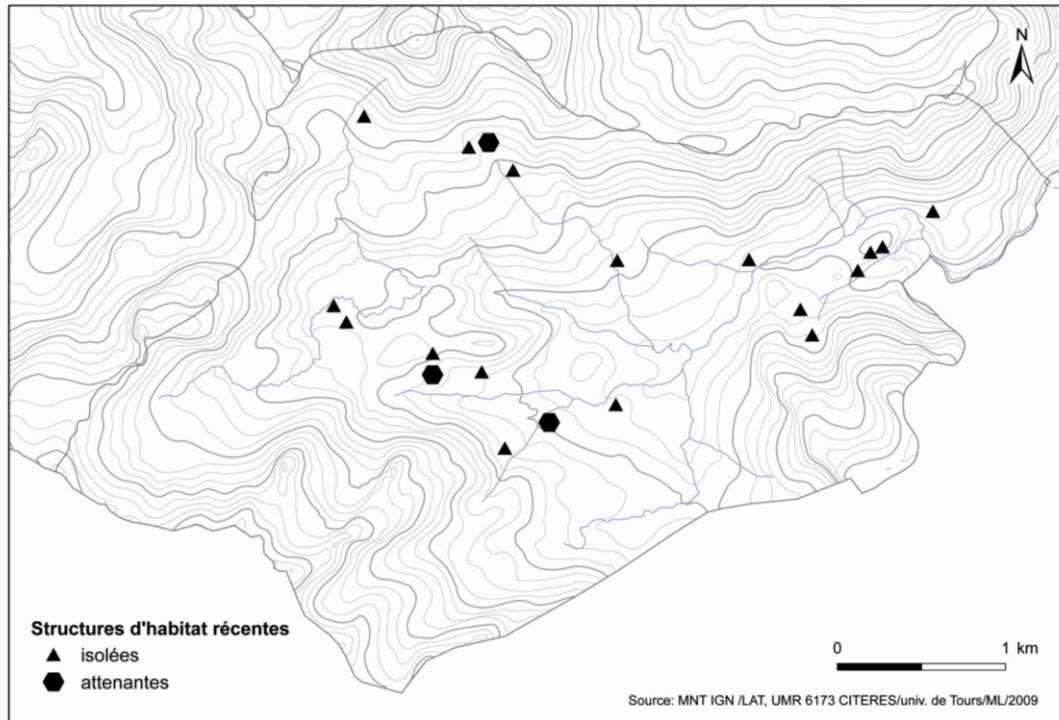 N
Structures d'habitat récentes
isolées
attenantes
0 1 km
Source: MNT IGN /LAT, UMR 6173 CITERES/univ. de Tours/ML/2009